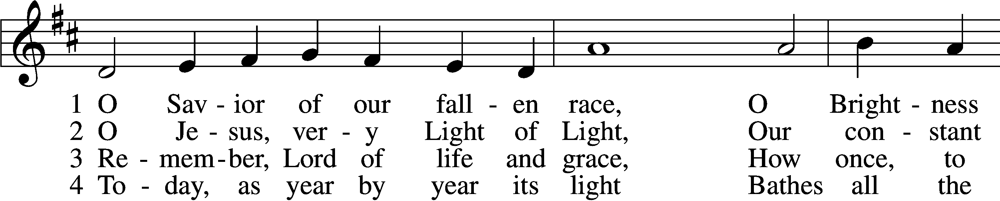 1 O Sav - ior of our fall - en race, O Bright - ness
2 O Je - sus, ver - y Light of Light, Our con - stant
3 Re - mem - ber, Lord of life and grace, How once, to
4 To - day, as year by year its light Bathes all the